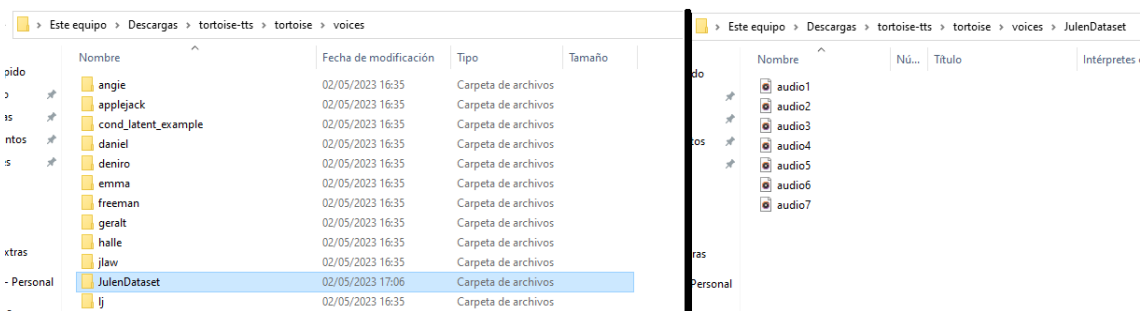 > Este equipo > Descargas > tortoise-tts > tortoise > voices
Nombre Fecha de modificación Tipo Tamaño
angie 02/05/2023 16:35 Carpeta de archivos
applejack 02/05/2023 16:35 Carpeta de archivos
cond_latent_example 02/05/2023 16:35 Carpeta de archivos
daniel 02/05/2023 16:35 Carpeta de archivos
deniro 02/05/2023 16:35 Carpeta de archivos
emma 02/05/2023 16:35 Carpeta de archivos
freeman 02/05/2023 16:35 Carpeta de archivos
geralt 02/05/2023 16:35 Carpeta de archivos
halle 02/05/2023 16:35 Carpeta de archivos
jlaw 02/05/2023 16:35 Carpeta de archivos
- Personal JulenDataset 02/05/2023 17:06 Carpeta de archivos
lj 02/05/2023 16:35 Carpeta de archivos
> Este equipo > Descargas > tortoise-tts > tortoise > voices > JulenDataset
Nombre Nú... Título Intérpretes
audio1
audio2
audio3
audio4
audio5
audio6
audio7
Personal